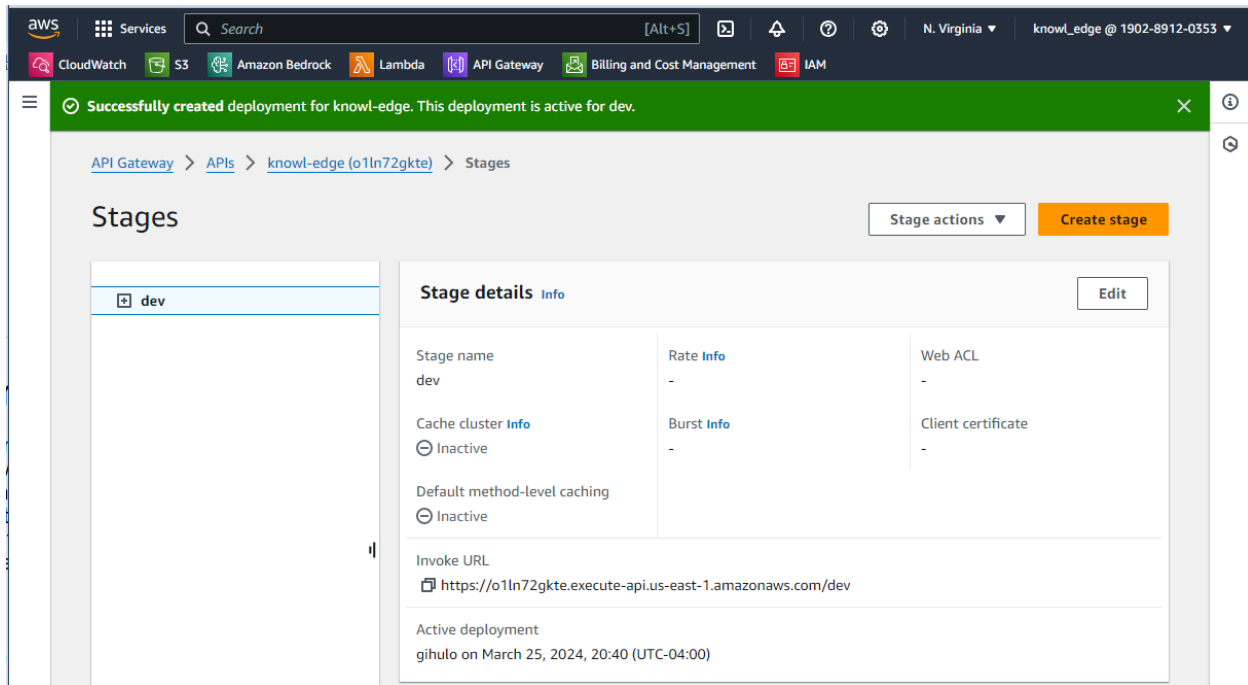 aws Services Search [Alt+S] N. Virginia ▼ knowl_edge @ 1902-8912-0353 ▼
CloudWatch S3 Amazon Bedrock Lambda API Gateway Billing and Cost Management IAM
Successfully created deployment for knowl-edge. This deployment is active for dev.
API Gateway > APIs > knowl-edge (o1ln72gkte) > Stages
Stages
Stage actions ▼ Create stage
dev
Stage details Info
Edit
Stage name
dev
Rate Info
-
Web ACL
-
Cache cluster Info
Inactive
Burst Info
-
Client certificate
-
Default method-level caching
Inactive
Invoke URL
https://o1ln72gkte.execute-api.us-east-1.amazonaws.com/dev
Active deployment
gihulo on March 25, 2024, 20:40 (UTC-04:00)